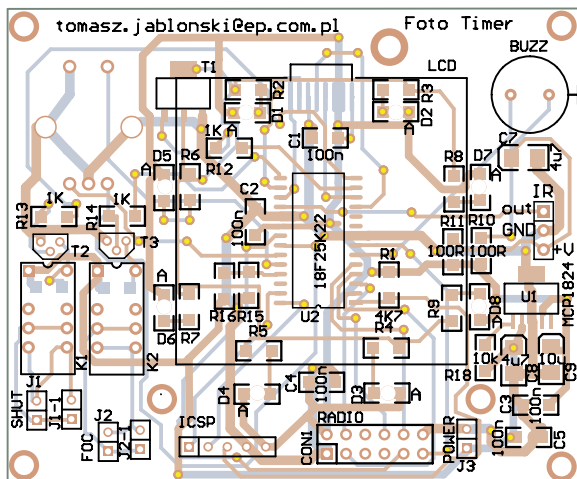 tomasz.jablonski@ep.com.pl
Foto Timer
BUZZ
T1
LCD
R2
R3
D1
D2
A
A
1K
R12
C1
100n
C7
4u7
D5
R6
A
R8
D7
A
IR
out
GND
+V
R13
1K
R14
1K
C2
100n
18F25K22
R11
R10
100R
100R
T2
T3
R1
4K7
U2
U1
MCP1824
A
D6
R7
R16
R15
R9
D8
A
K1
K2
R5
R4
R18
10K
4u7
C8
10u
C9
J1
SHUT
J1-1
D4
A
C4
100n
D3
A
C3
100n
J2
FOC
J2-1
ICSP
RADIO
CON1
POWER
J3
100n
C5